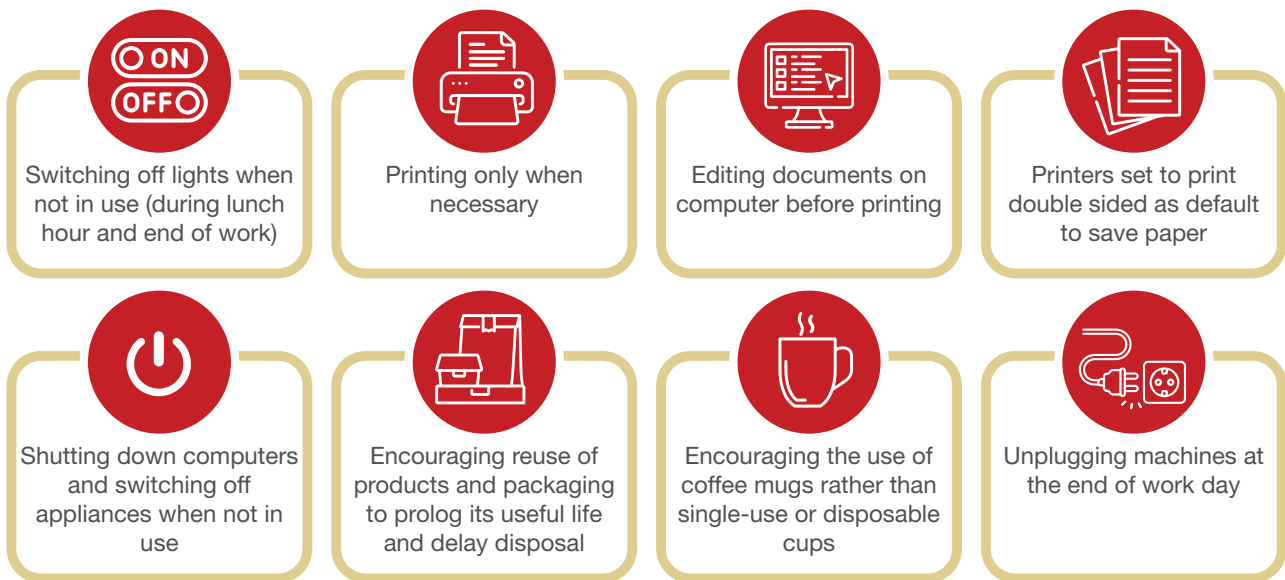 ON
OFF
Switching off lights when
not in use (during lunch
hour and end of work)
Printing only when
necessary
Editing documents on
computer before printing
Printers set to print
double sided as default
to save paper
Shutting down computers
and switching off
appliances when not in
use
Encouraging reuse of
products and packaging
to prolog its useful life
and delay disposal
Encouraging the use of
coffee mugs rather than
single-use or disposable
cups
Unplugging machines at
the end of work day